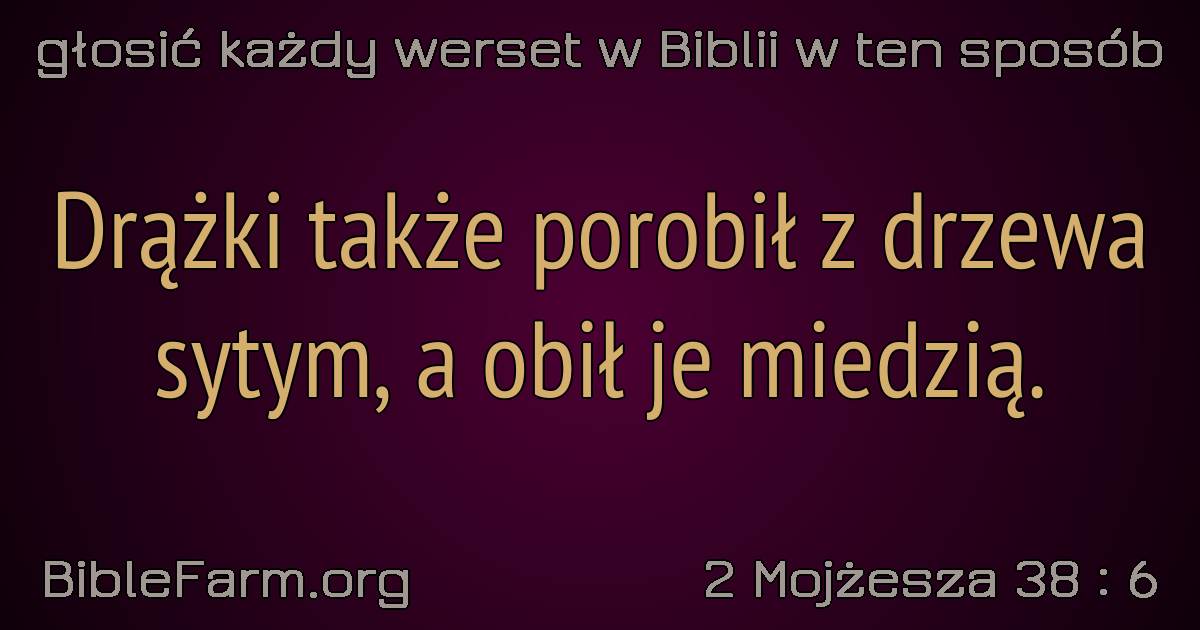 głosić każdy werset w Biblii w ten sposób
Drążki także porobił z drzewa
sytym, a obił je miedzią.
BibleFarm.org
2 Mojżesza 38 : 6